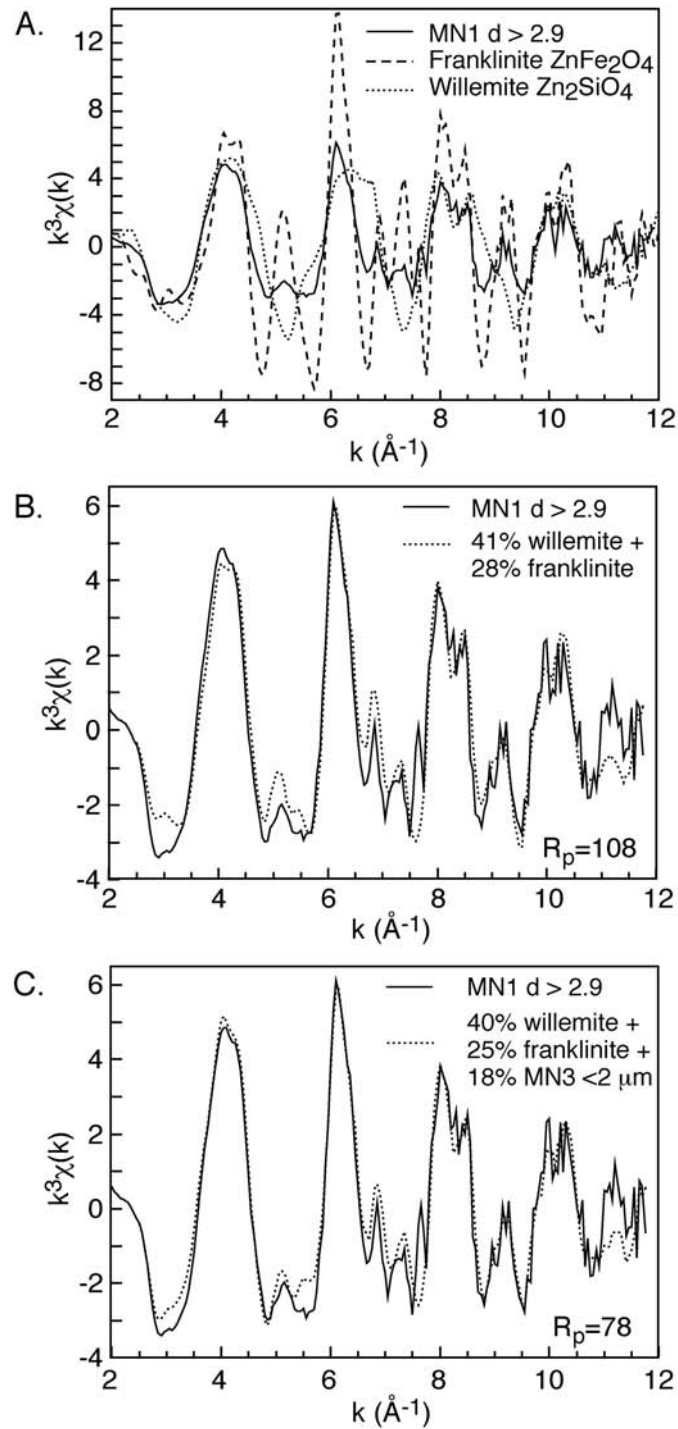 A.
MN1 d > 2.9
Franklinite ZnFe₂O₄
Willemite Zn₂SiO₄
12
8
4
0
-4
-8
k³χ(k)
2 4 6 8 10 12
k (Å⁻¹)
B.
MN1 d > 2.9
41% willemite +
28% franklinite
6
4
2
0
-2
-4
k³χ(k)
Rₚ=108
2 4 6 8 10 12
k (Å⁻¹)
C.
MN1 d > 2.9
40% willemite +
25% franklinite +
18% MN3 <2 μm
6
4
2
0
-2
-4
k³χ(k)
Rₚ=78
2 4 6 8 10 12
k (Å⁻¹)